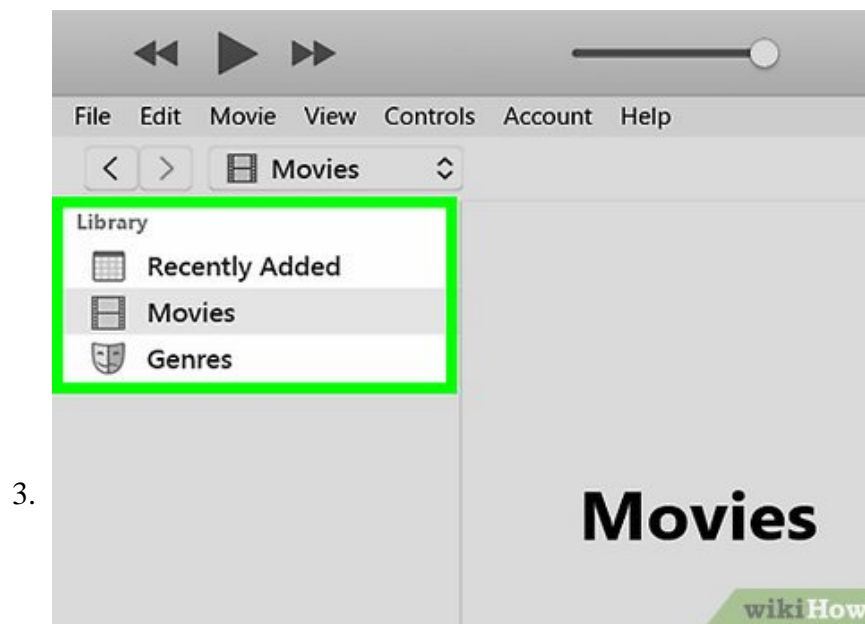 File Edit Movie View Controls Account Help
Movies
Library
Recently Added
Movies
Genres
3.
Movies
wikiHow